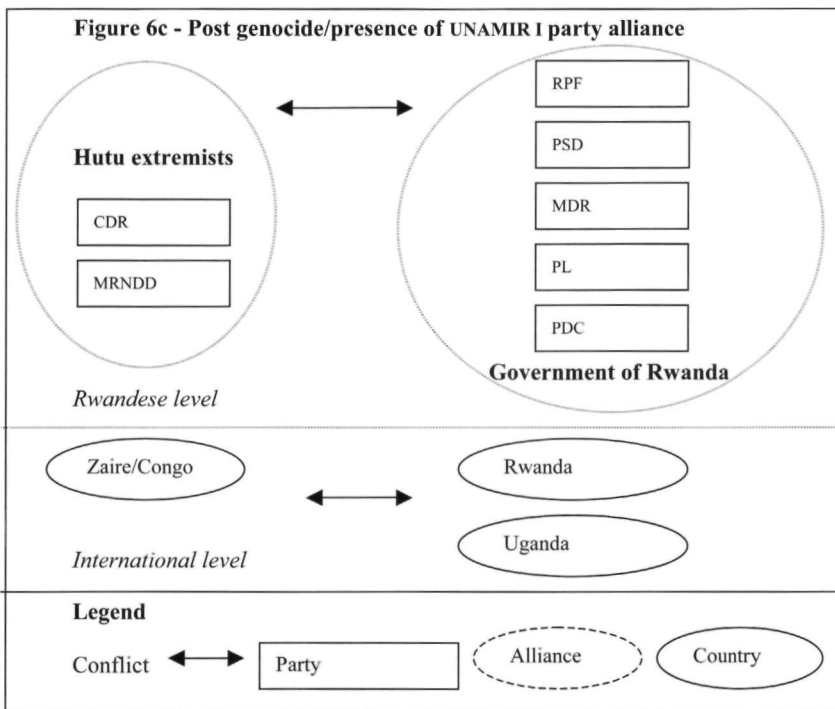 Figure 6c - Post genocide/presence of UNAMIR I party alliance
RPF
PSD
Hutu extremists
CDR
MDR
MRNDD
PL
PDC
Government of Rwanda
Rwandese level
Zaire/Congo
Rwanda
Uganda
International level
Legend
Conflict
Party
Alliance
Country